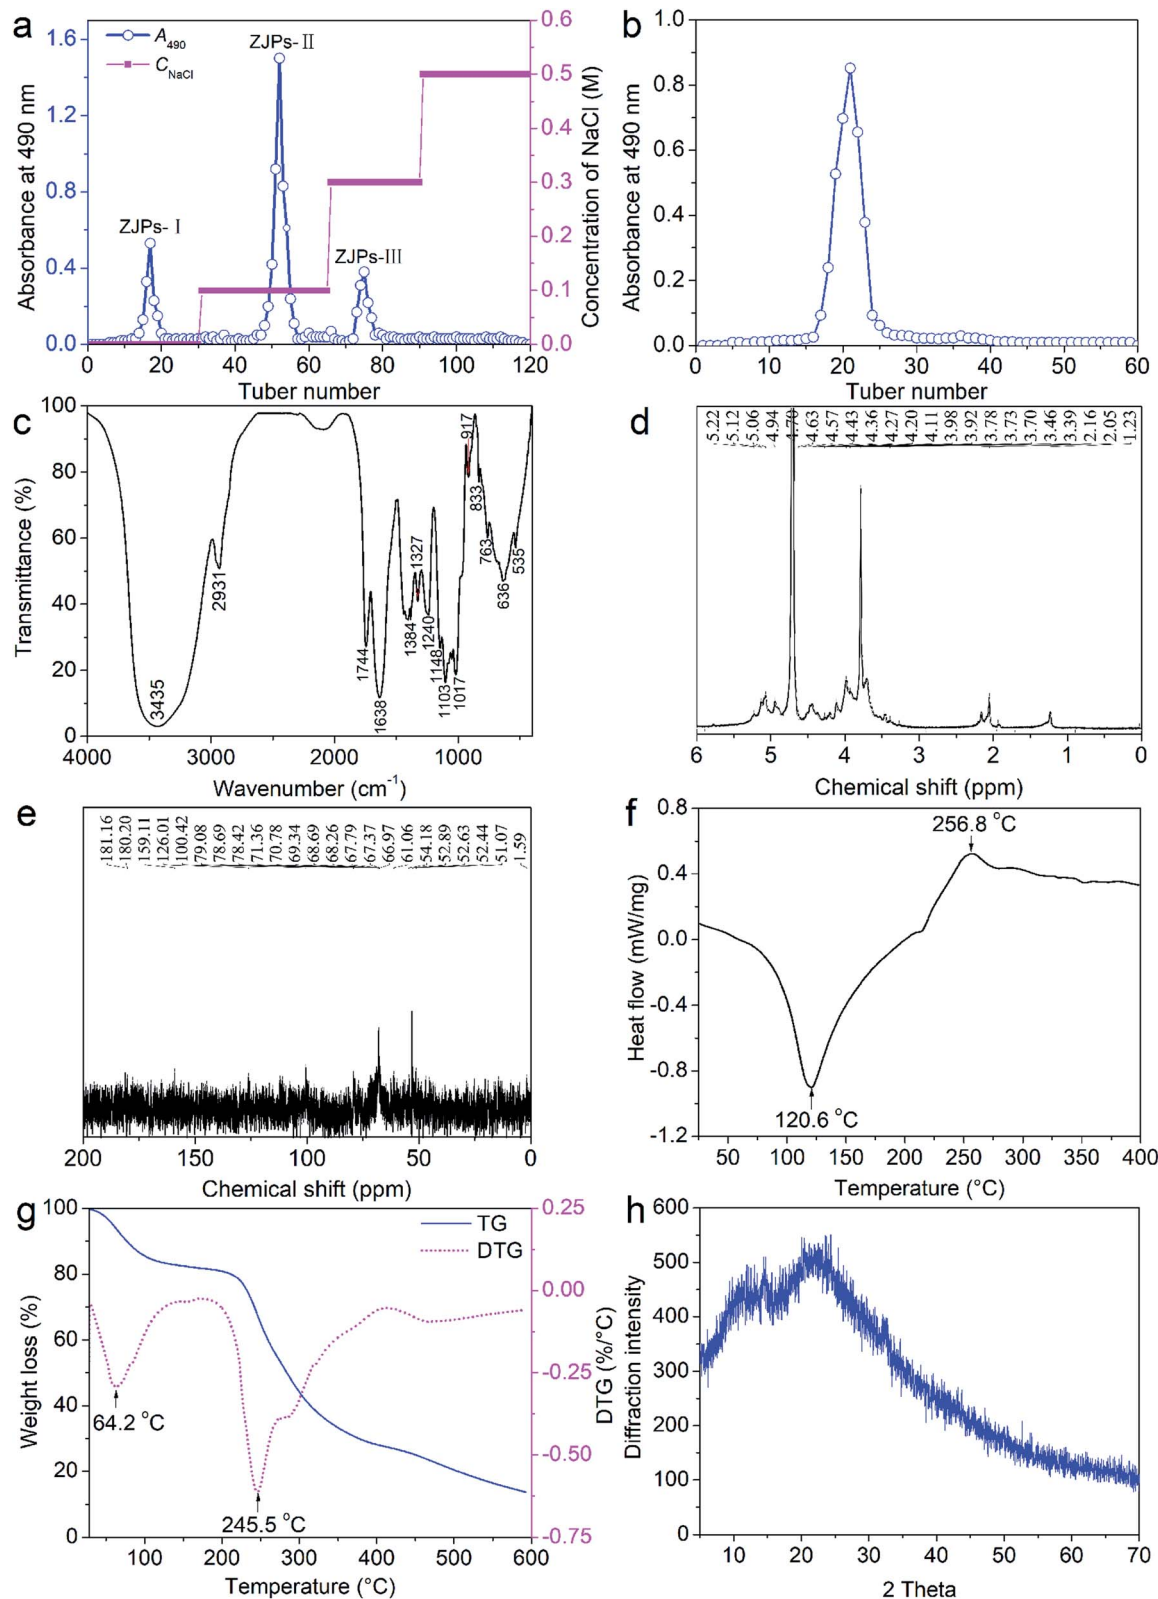 a
A490
CNaCl
ZJPs-Ⅰ
ZJPs-Ⅱ
ZJPs-III
1.6
1.2
0.8
0.4
0.0
Absorbance at 490 nm
0.6
0.5
0.4
0.3
0.2
0.1
0.0
Concentration of NaCl (M)
0 20 40 60 80 100 120
Tuber number
b
1.0
0.8
0.6
0.4
0.2
0.0
Absorbance at 490 nm
0 10 20 30 40 50 60
Tuber number
c
100
80
60
40
20
0
Transmittance (%)
3435
2931
1744
1638
1384
1327
1240
1148
1103
1017
917
833
763
636
535
4000 3000 2000 1000
Wavenumber (cm-1)
d
5.22
5.12
5.06
4.94
4.70
4.63
4.57
4.43
4.36
4.27
4.20
4.11
3.98
3.92
3.78
3.73
3.70
3.46
3.39
2.16
2.05
1.23
6 5 4 3 2 1 0
Chemical shift (ppm)
e
181.16
180.20
159.11
126.01
100.42
79.08
78.69
78.42
71.36
70.78
69.34
68.69
68.26
67.79
67.37
66.97
61.06
54.18
52.89
52.63
52.44
51.07
1.59
200 150 100 50 0
Chemical shift (ppm)
f
0.8
0.4
0.0
-0.4
-0.8
-1.2
Heat flow (mW/mg)
256.8 °C
120.6 °C
50 100 150 200 250 300 350 400
Temperature (°C)
g
TG
DTG
100
80
60
40
20
0
Weight loss (%)
64.2 °C
245.5 °C
0.25
0.00
-0.25
-0.50
-0.75
DTG (%/°C)
100 200 300 400 500 600
Temperature (°C)
h
600
500
400
300
200
100
0
Diffraction intensity
10 20 30 40 50 60 70
2 Theta